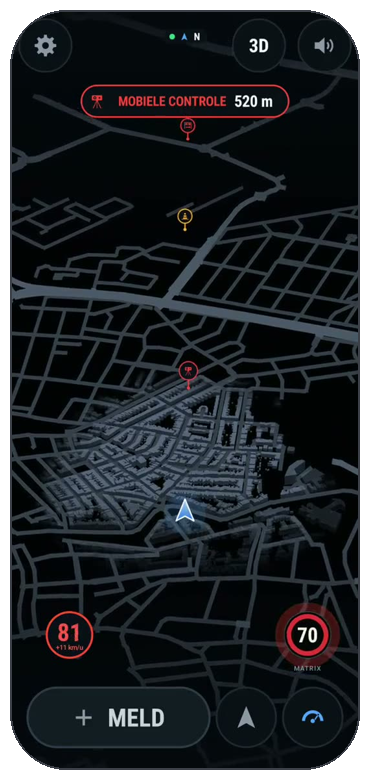 N
3D
MOBIELE CONTROLE 520 m
81
+11 km/u
70
MATRIX
+ MELD